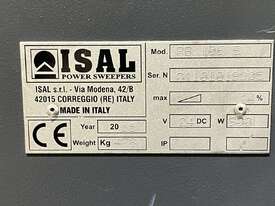 ISAL
POWER SWEEPERS
ISAL s.r.l. - Via Modena, 42/B
42015 CORREGGIO (RE) ITALY
MADE IN ITALY
CE
Year 20
Weight Kg
Mod.
Ser. N
max %
V DC W
IP